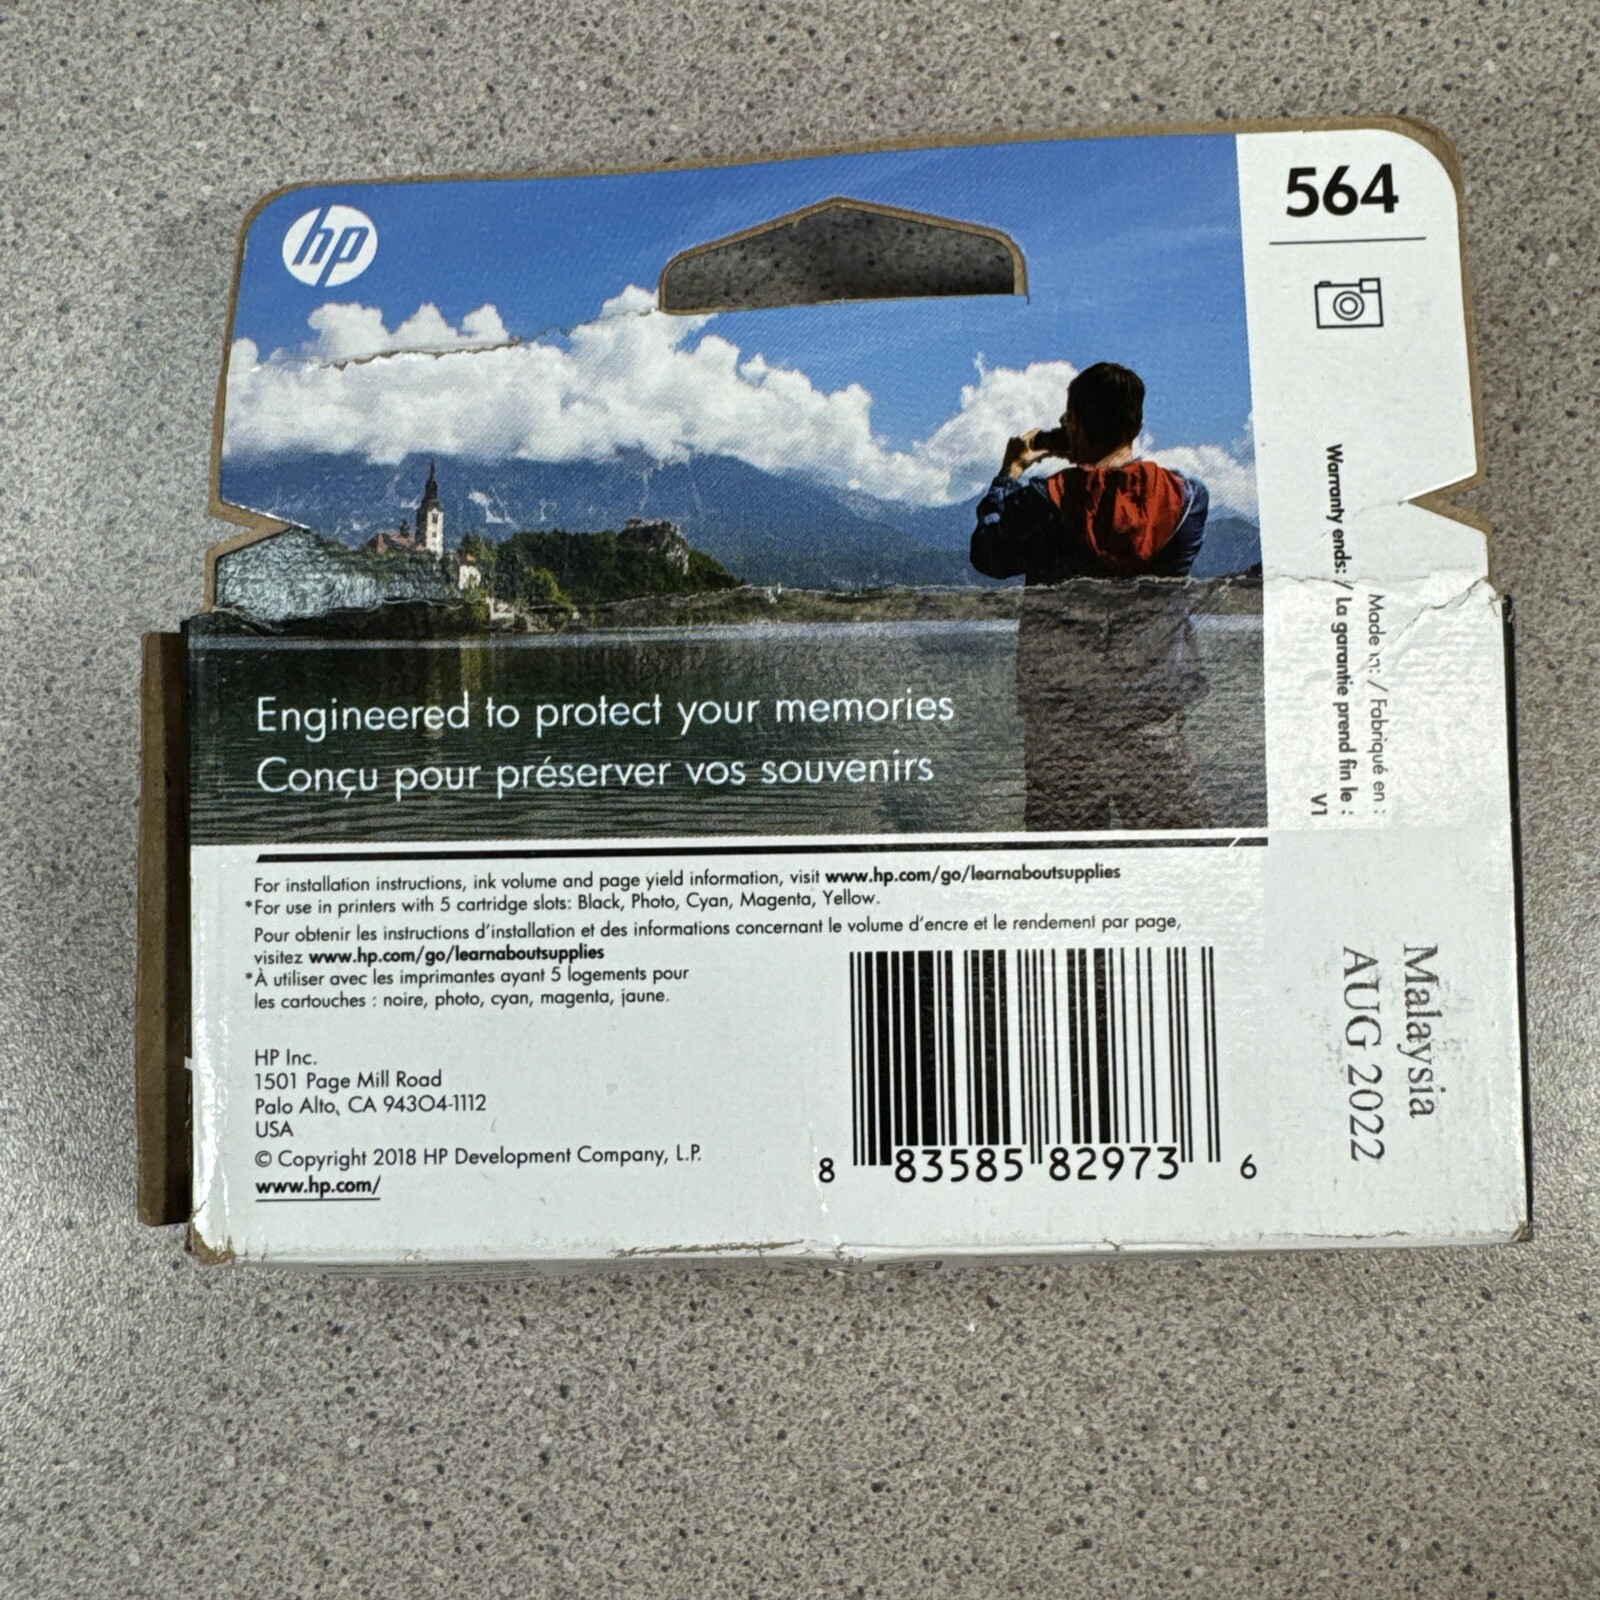 hp
564
Engineered to protect your memories
Conçu pour préserver vos souvenirs
For installation instructions, ink volume and page yield information, visit www.hp.com/go/learnaboutsupplies
*For use in printers with 5 cartridge slots: Black, Photo, Cyan, Magenta, Yellow.
Pour obtenir les instructions d'installation et des informations concernant le volume d'encre et le rendement par page,
visitez www.hp.com/go/learnaboutsupplies
*À utiliser avec les imprimantes ayant 5 logements pour
les cartouches : noire, photo, cyan, magenta, jaune.
HP Inc.
1501 Page Mill Road
Palo Alto, CA 94304-1112
USA
© Copyright 2018 HP Development Company, L.P.
www.hp.com/
8 83585 82973 6
Made in: / Fabriqué en :
Warranty ends: / La garantie prend fin le :
V1
Malaysia
AUG 2022